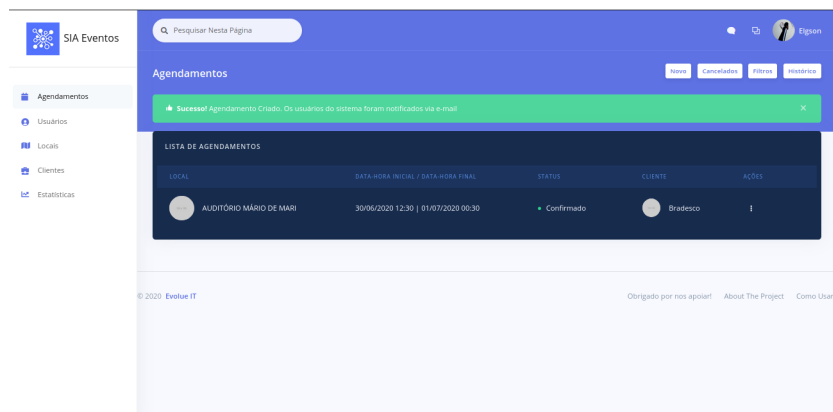 SIA Eventos
Pesquisar Nesta Página
Elgson
Agendamentos
Novo Cancelados Filtros Histórico
Sucesso! Agendamento Criado. Os usuários do sistema foram notificados via e-mail
Agendamentos
Usuários
Locais
Clientes
Estatísticas
LISTA DE AGENDAMENTOS
LOCAL DATA-HORA INICIAL / DATA-HORA FINAL STATUS CLIENTE AÇÕES
AUDITÓRIO MÁRIO DE MARI 30/06/2020 12:30 | 01/07/2020 00:30 Confirmado Bradesco
© 2020 Evolue IT
Obrigado por nos apoiar! About The Project Como Usar